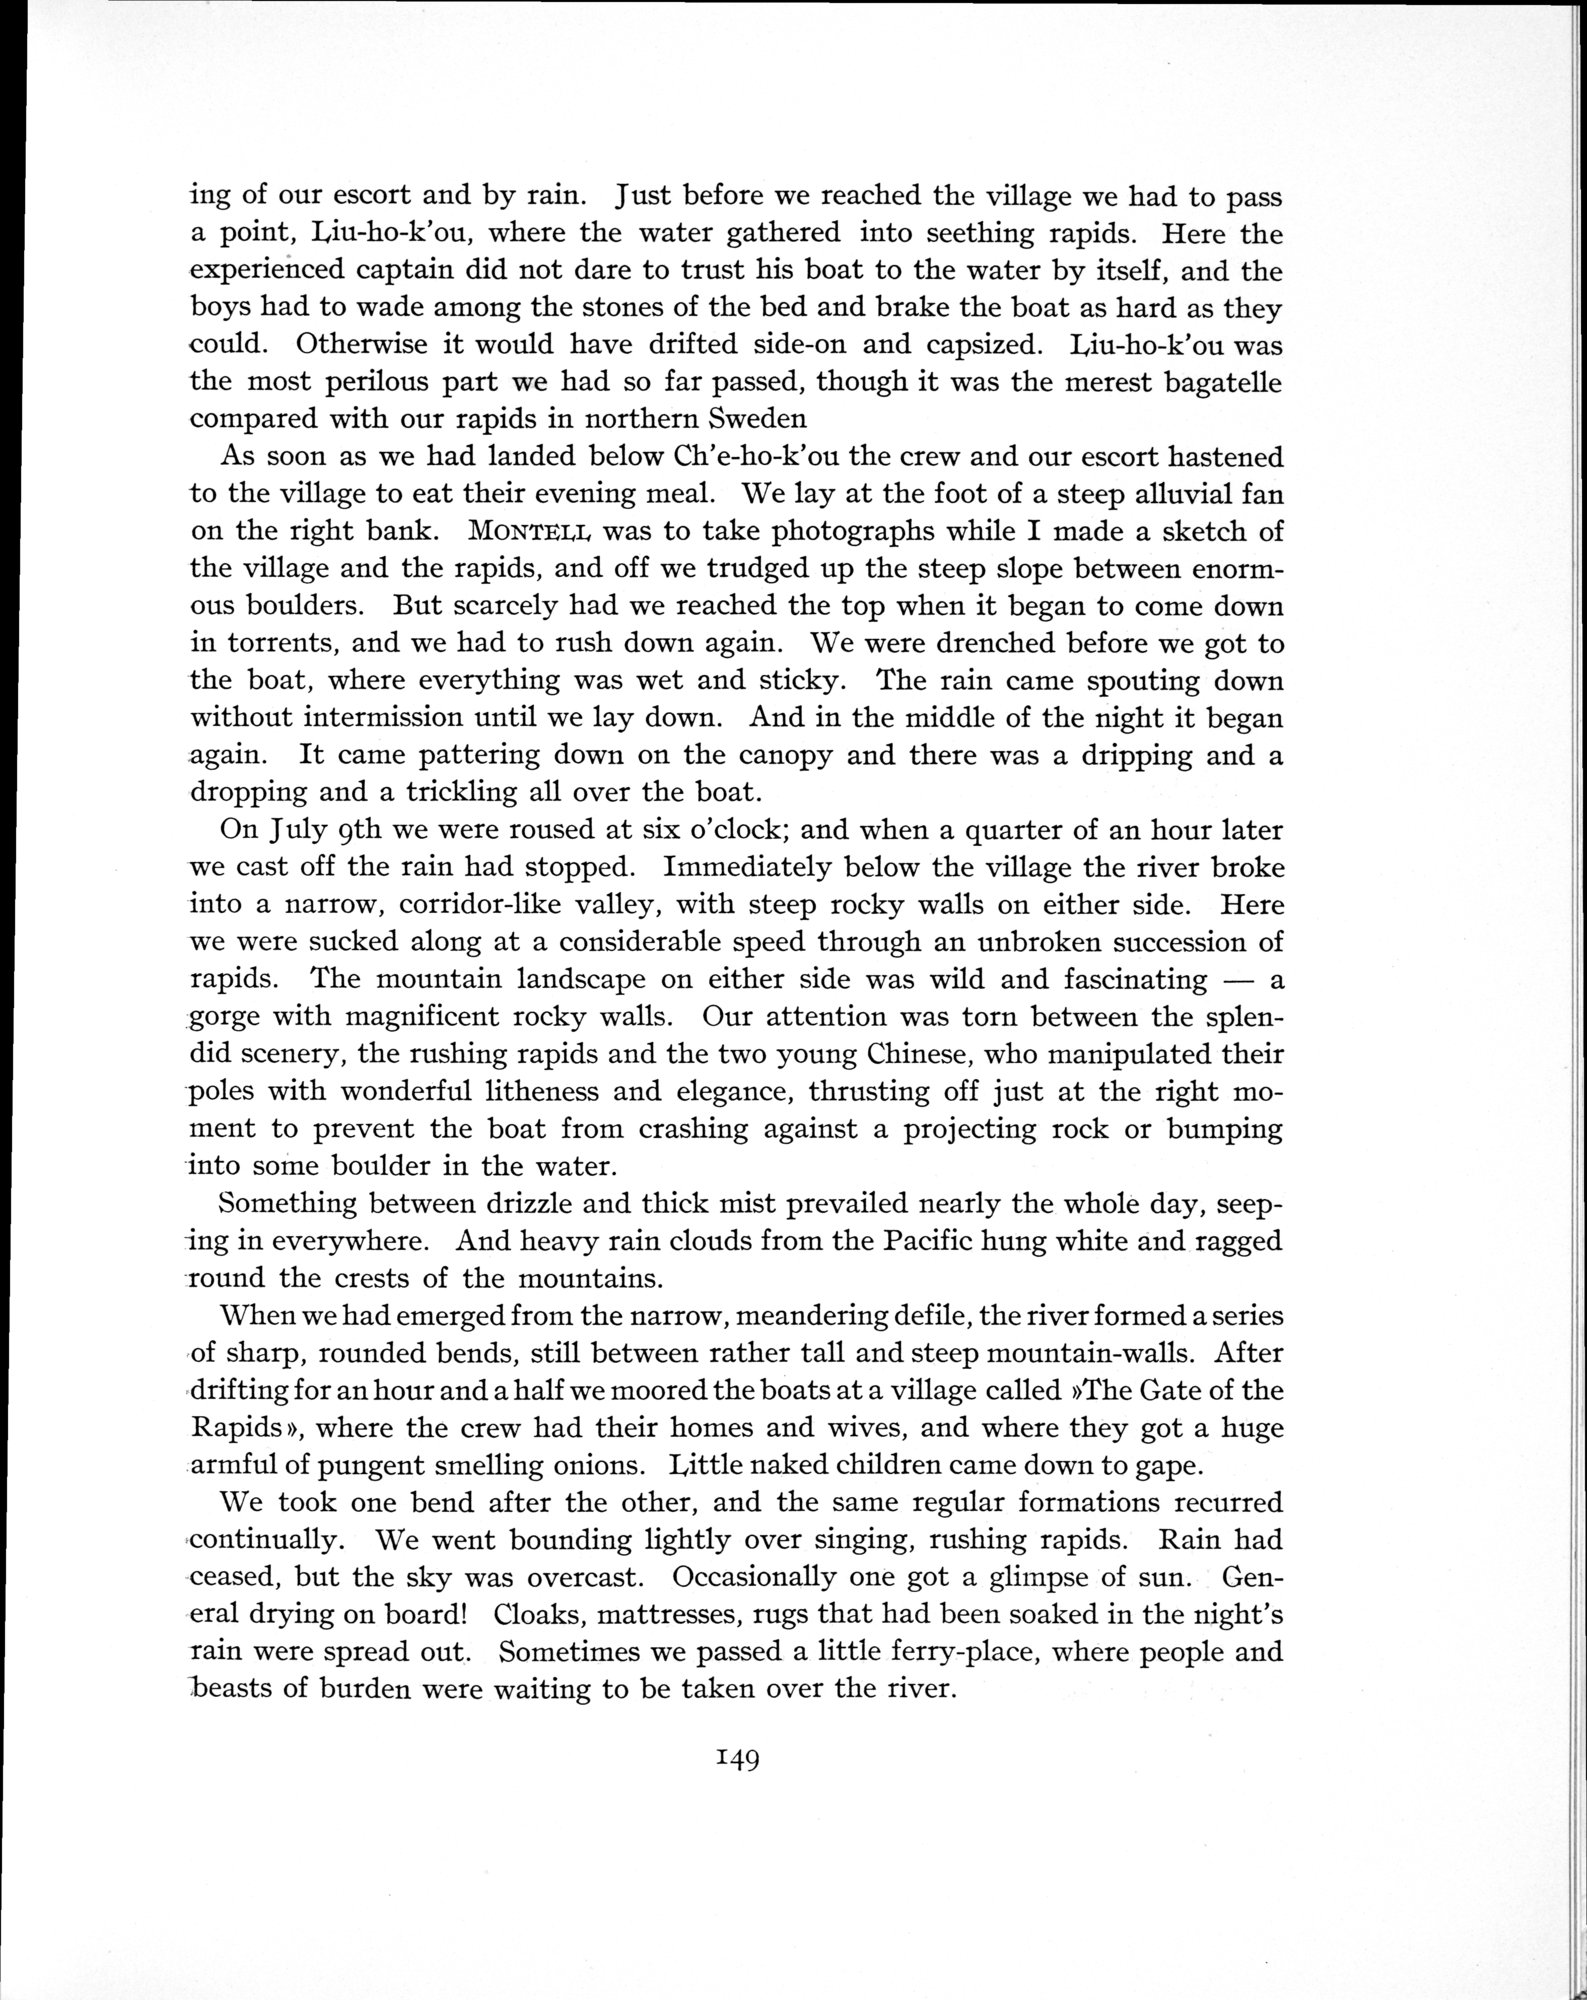 ing of our escort and by rain. Just before we reached the village we had to pass
a point, Liu-ho-k'ou, where the water gathered into seething rapids. Here the
experienced captain did not dare to trust his boat to the water by itself, and the
boys had to wade among the stones of the bed and brake the boat as hard as they
could. Otherwise it would have drifted side-on and capsized. Liu-ho-k'ou was
the most perilous part we had so far passed, though it was the merest bagatelle
compared with our rapids in northern Sweden
As soon as we had landed below Ch'e-ho-k'ou the crew and our escort hastened
to the village to eat their evening meal. We lay at the foot of a steep alluvial fan
on the right bank. MONTELL was to take photographs while I made a sketch of
the village and the rapids, and off we trudged up the steep slope between enorm-
ous boulders. But scarcely had we reached the top when it began to come down
in torrents, and we had to rush down again. We were drenched before we got to
the boat, where everything was wet and sticky. The rain came spouting down
without intermission until we lay down. And in the middle of the night it began
again. It came pattering down on the canopy and there was a dripping and a
dropping and a trickling all over the boat.
On July 9th we were roused at six o'clock; and when a quarter of an hour later
we cast off the rain had stopped. Immediately below the village the river broke
into a narrow, corridor-like valley, with steep rocky walls on either side. Here
we were sucked along at a considerable speed through an unbroken succession of
rapids. The mountain landscape on either side was wild and fascinating — a
gorge with magnificent rocky walls. Our attention was torn between the splen-
did scenery, the rushing rapids and the two young Chinese, who manipulated their
poles with wonderful litheness and elegance, thrusting off just at the right mo-
ment to prevent the boat from crashing against a projecting rock or bumping
into some boulder in the water.
Something between drizzle and thick mist prevailed nearly the whole day, seep-
ing in everywhere. And heavy rain clouds from the Pacific hung white and ragged
round the crests of the mountains.
When we had emerged from the narrow, meandering defile, the river formed a series
of sharp, rounded bends, still between rather tall and steep mountain-walls. After
drifting for an hour and a half we moored the boats at a village called »The Gate of the
Rapids», where the crew had their homes and wives, and where they got a huge
armful of pungent smelling onions. Little naked children came down to gape.
We took one bend after the other, and the same regular formations recurred
continually. We went bounding lightly over singing, rushing rapids. Rain had
ceased, but the sky was overcast. Occasionally one got a glimpse of sun. Gen-
eral drying on board! Cloaks, mattresses, rugs that had been soaked in the night's
rain were spread out. Sometimes we passed a little ferry-place, where people and
beasts of burden were waiting to be taken over the river.
149